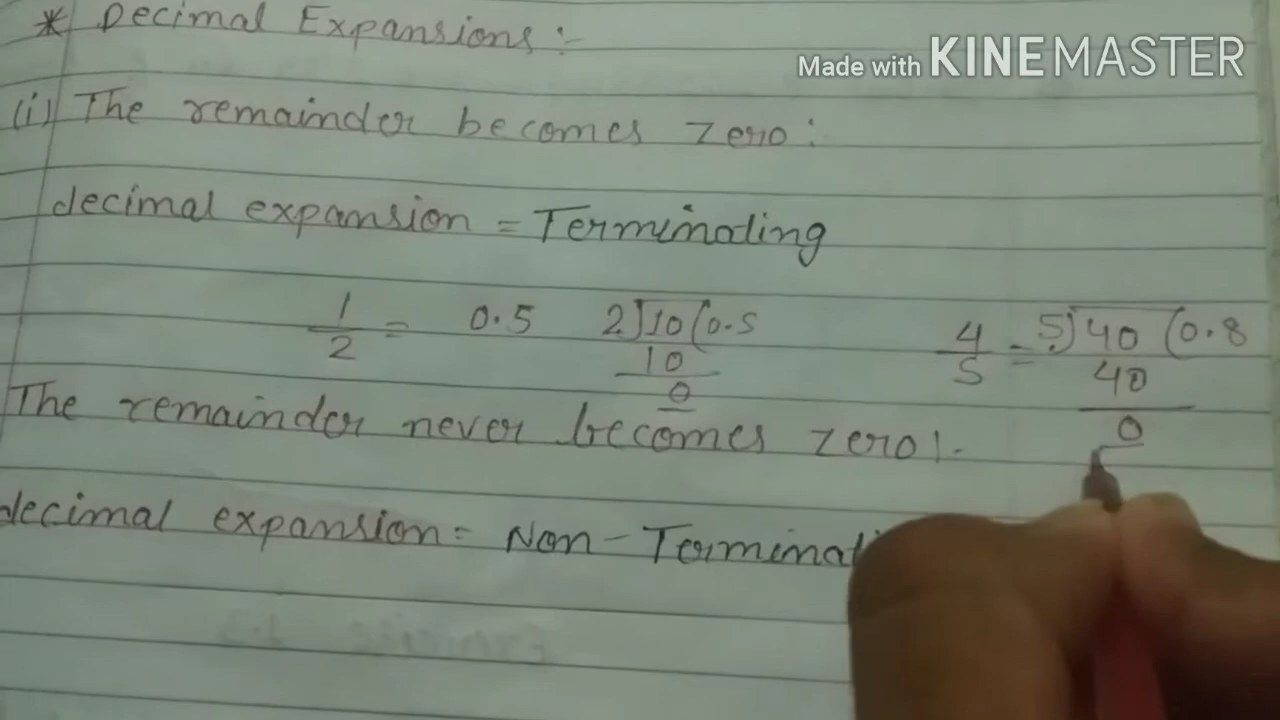 * Decimal Expansions :-
Made with KINEMASTER
(i) The remainder becomes zero :
decimal expansion = Terminating
1/2 = 0.5 2)10(0.5 4/5 = 5)40(0.8
10 40
0 0
The remainder never becomes zero :-
decimal expansion = Non-